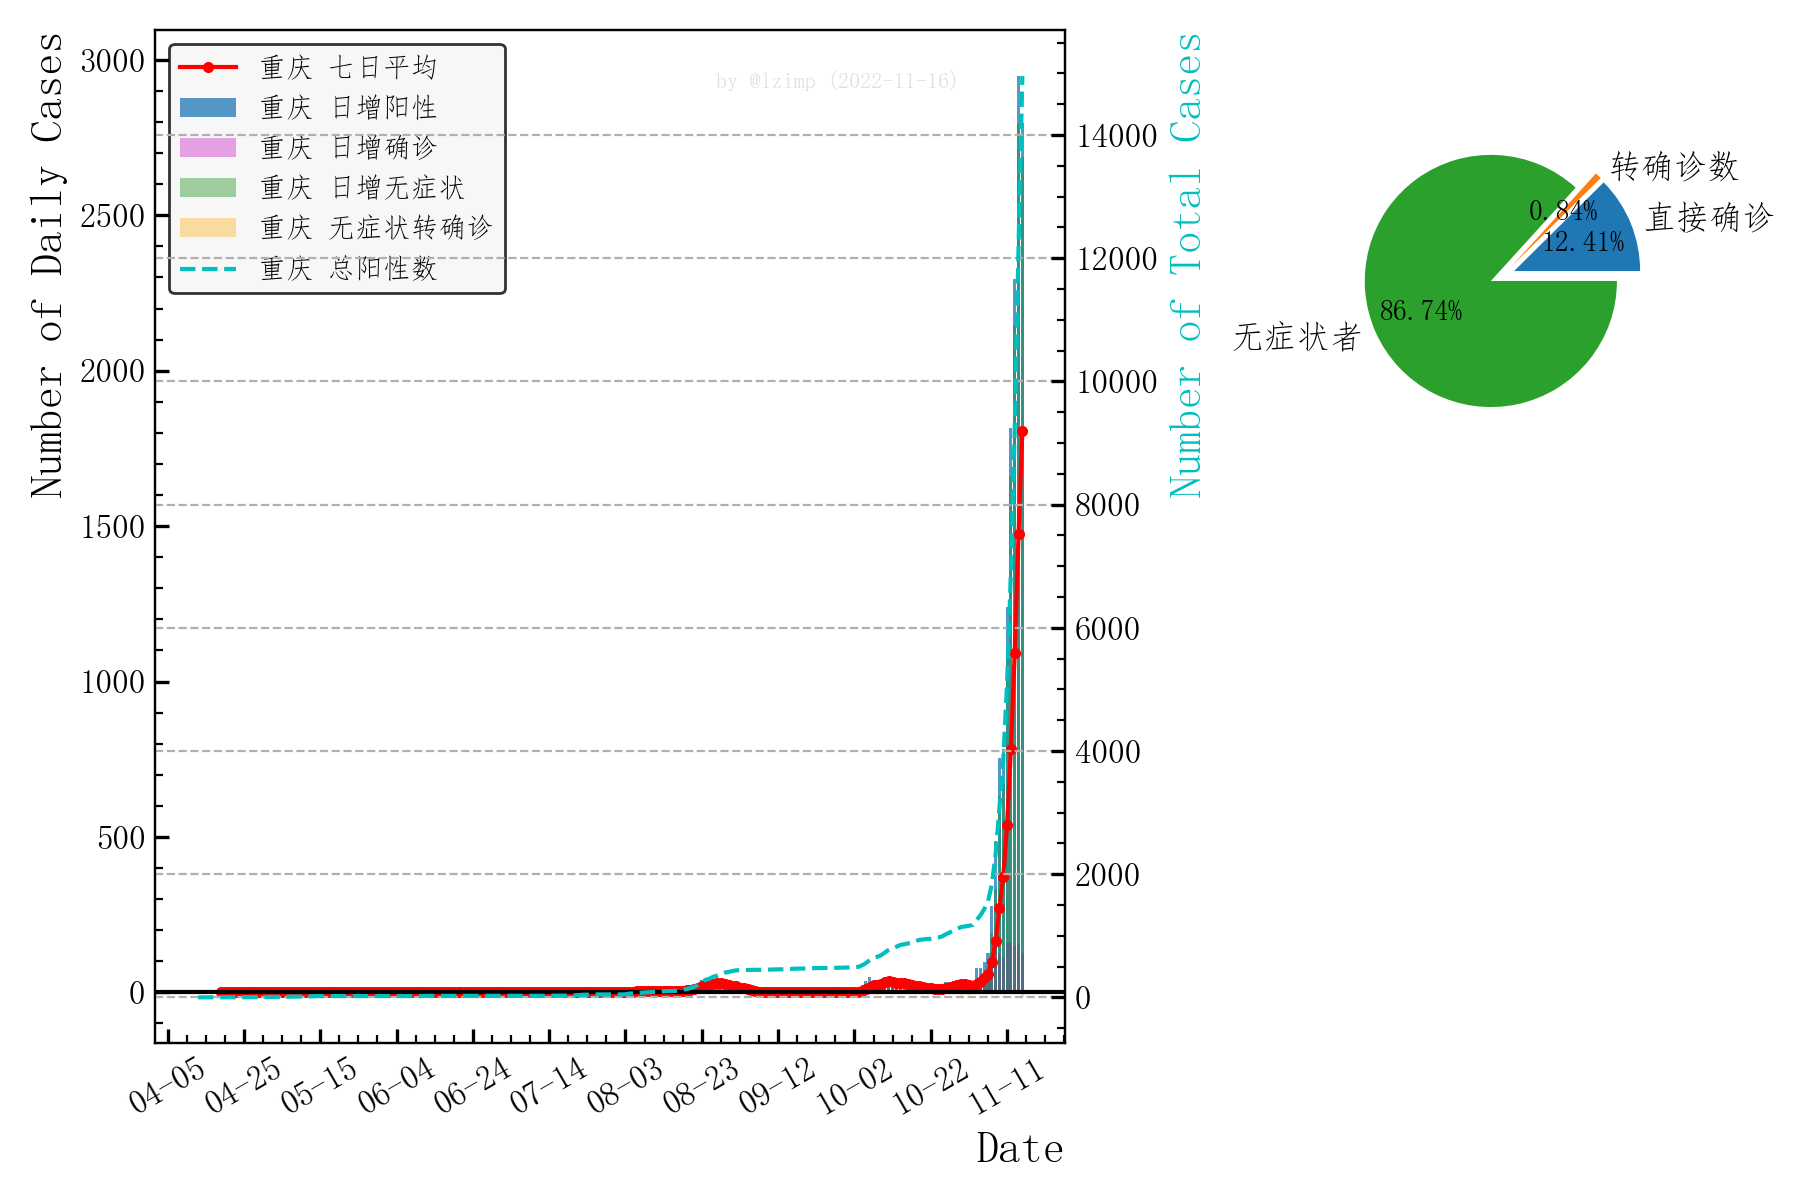 Number of Daily Cases
3000
2500
2000
1500
1000
500
0
重庆 七日平均
重庆 日增阳性
重庆 日增确诊
重庆 日增无症状
重庆 无症状转确诊
重庆 总阳性数
by @lzimp (2022-11-16)
14000
12000
10000
8000
6000
4000
2000
0
Number of Total Cases
04-05
04-25
05-15
06-04
06-24
07-14
08-03
08-23
09-12
10-02
10-22
11-11
Date
转确诊数
0.84%
直接确诊
12.41%
86.74%
无症状者